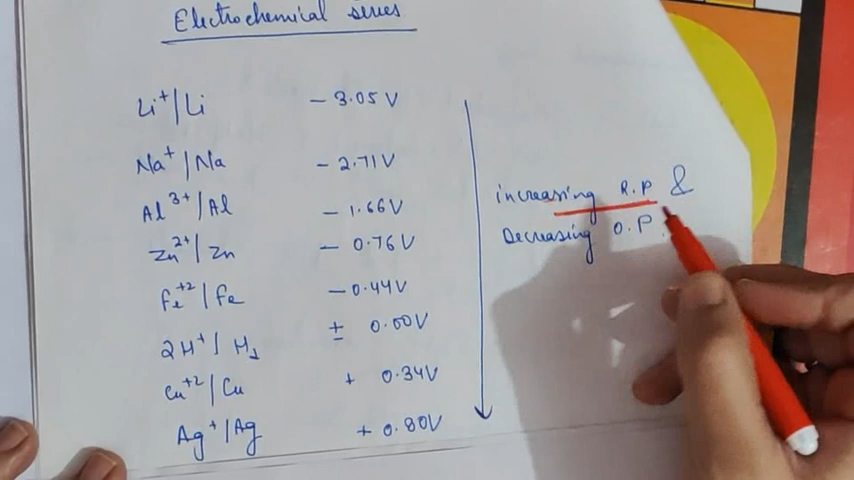 Electrochemical series
Li⁺/Li - 3.05 V
Na⁺/Na - 2.71V
Al³⁺/Al - 1.66V
Zn²⁺/Zn - 0.76V
Fe⁺²/Fe - 0.44V
2H⁺/H₂ ± 0.00V
Cu⁺²/Cu + 0.34V
Ag⁺/Ag + 0.80V
increasing R.P &
Decreasing O.P.